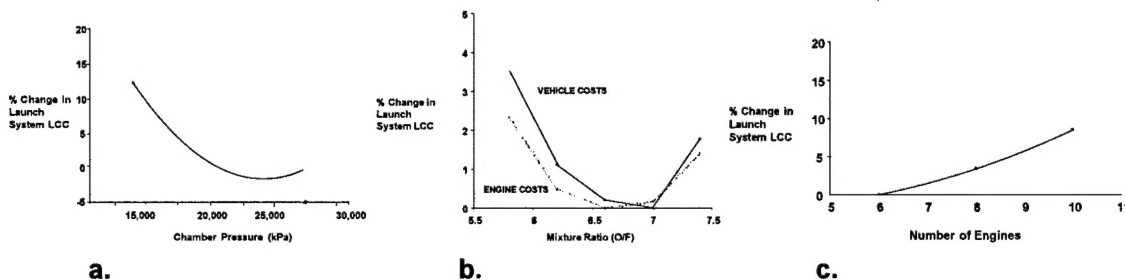 20
15
10
5
0
-5
% Change in
Launch
System LCC
15,000 20,000 25,000 30,000
Chamber Pressure (kPa)
a.
5
4
3
2
1
0
% Change in
Launch
System LCC
VEHICLE COSTS
ENGINE COSTS
5.5 6 6.5 7 7.5
Mixture Ratio (O/F)
b.
20
15
10
5
0
% Change in
Launch
System LCC
5 6 7 8 9 10 11
Number of Engines
c.